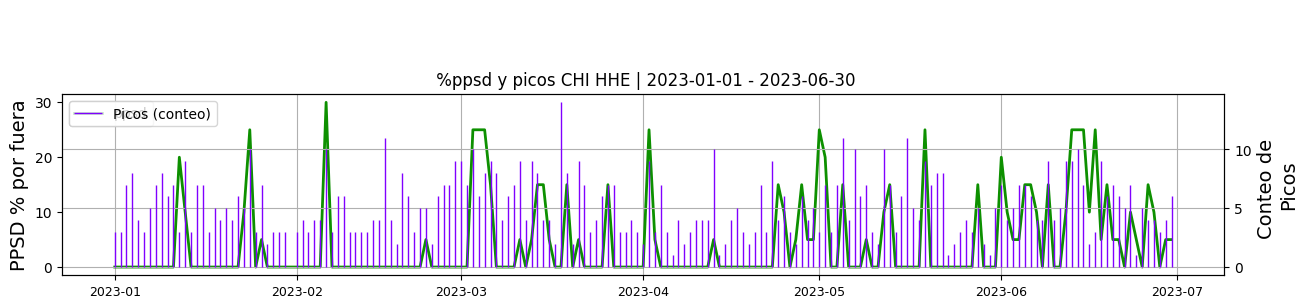 %ppsd y picos CHI HHE | 2023-01-01 - 2023-06-30
PPSD % por fuera
30
20
10
0
Picos (conteo)
10
5
0
Conteo de
Picos
2023-01
2023-02
2023-03
2023-04
2023-05
2023-06
2023-07